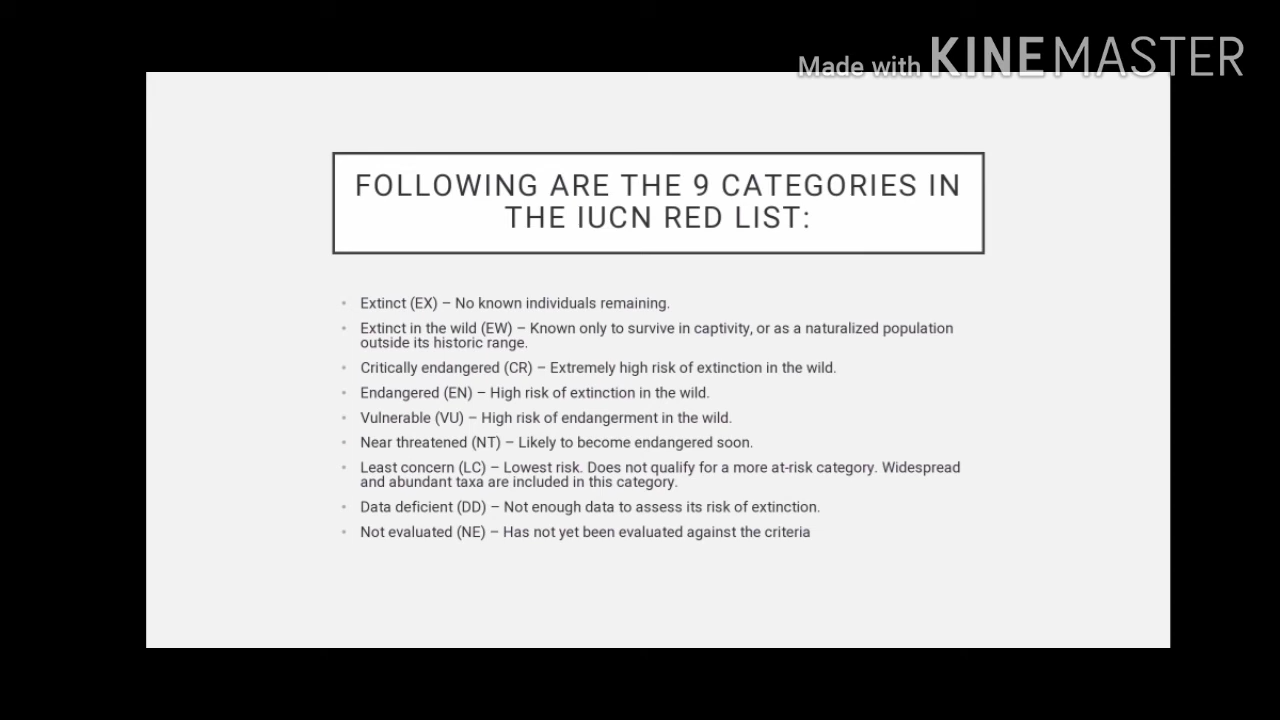 Made with KINEMASTER
FOLLOWING ARE THE 9 CATEGORIES IN
THE IUCN RED LIST:
• Extinct (EX) – No known individuals remaining.
• Extinct in the wild (EW) – Known only to survive in captivity, or as a naturalized population
outside its historic range.
• Critically endangered (CR) – Extremely high risk of extinction in the wild.
• Endangered (EN) – High risk of extinction in the wild.
• Vulnerable (VU) – High risk of endangerment in the wild.
• Near threatened (NT) – Likely to become endangered soon.
• Least concern (LC) – Lowest risk. Does not qualify for a more at-risk category. Widespread
and abundant taxa are included in this category.
• Data deficient (DD) – Not enough data to assess its risk of extinction.
• Not evaluated (NE) – Has not yet been evaluated against the criteria